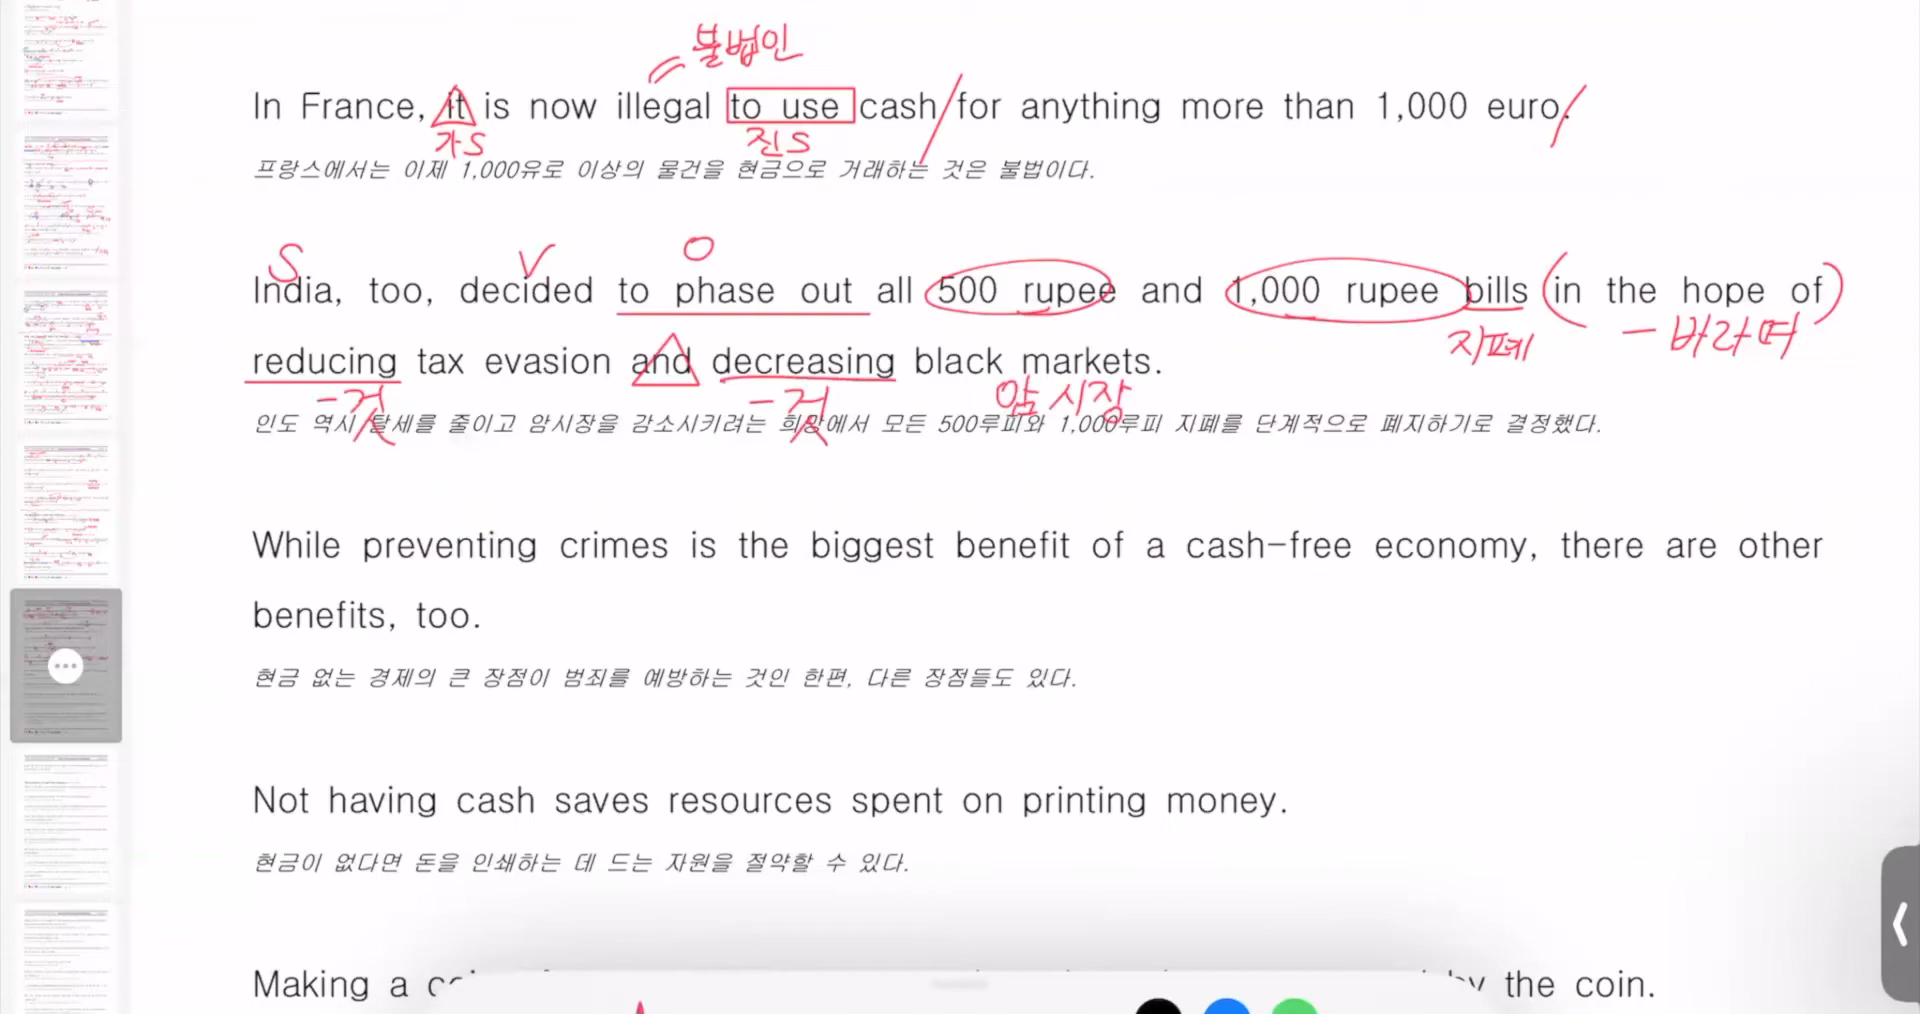 불법인
In France, it is now illegal to use cash for anything more than 1,000 euro.
가S 진S
프랑스에서는 이제 1,000유로 이상의 물건을 현금으로 거래하는 것은 불법이다.
S V O
India, too, decided to phase out all 500 rupee and 1,000 rupee bills (in the hope of)
지폐 -바라며
reducing tax evasion and decreasing black markets.
-것 -것 암시장
인도 역시 탈세를 줄이고 암시장을 감소시키려는 희망에서 모든 500루피와 1,000루피 지폐를 단계적으로 폐지하기로 결정했다.
While preventing crimes is the biggest benefit of a cash-free economy, there are other
benefits, too.
현금 없는 경제의 큰 장점이 범죄를 예방하는 것인 한편, 다른 장점들도 있다.
Not having cash saves resources spent on printing money.
현금이 없다면 돈을 인쇄하는 데 드는 자원을 절약할 수 있다.
Making a the coin.